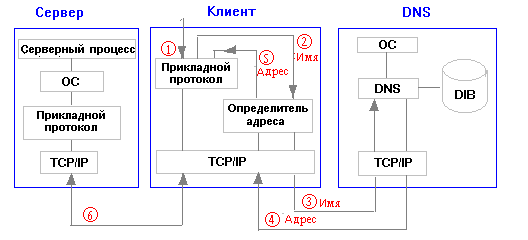 Сервер
Клиент
DNS
Серверный процесс
ОС
Прикладной
протокол
TCP/IP
1
Прикладной
протокол
2
Имя
5
Адрес
Определитель
адреса
TCP/IP
ОС
DNS
DIB
TCP/IP
3 Имя
4 Адрес
6